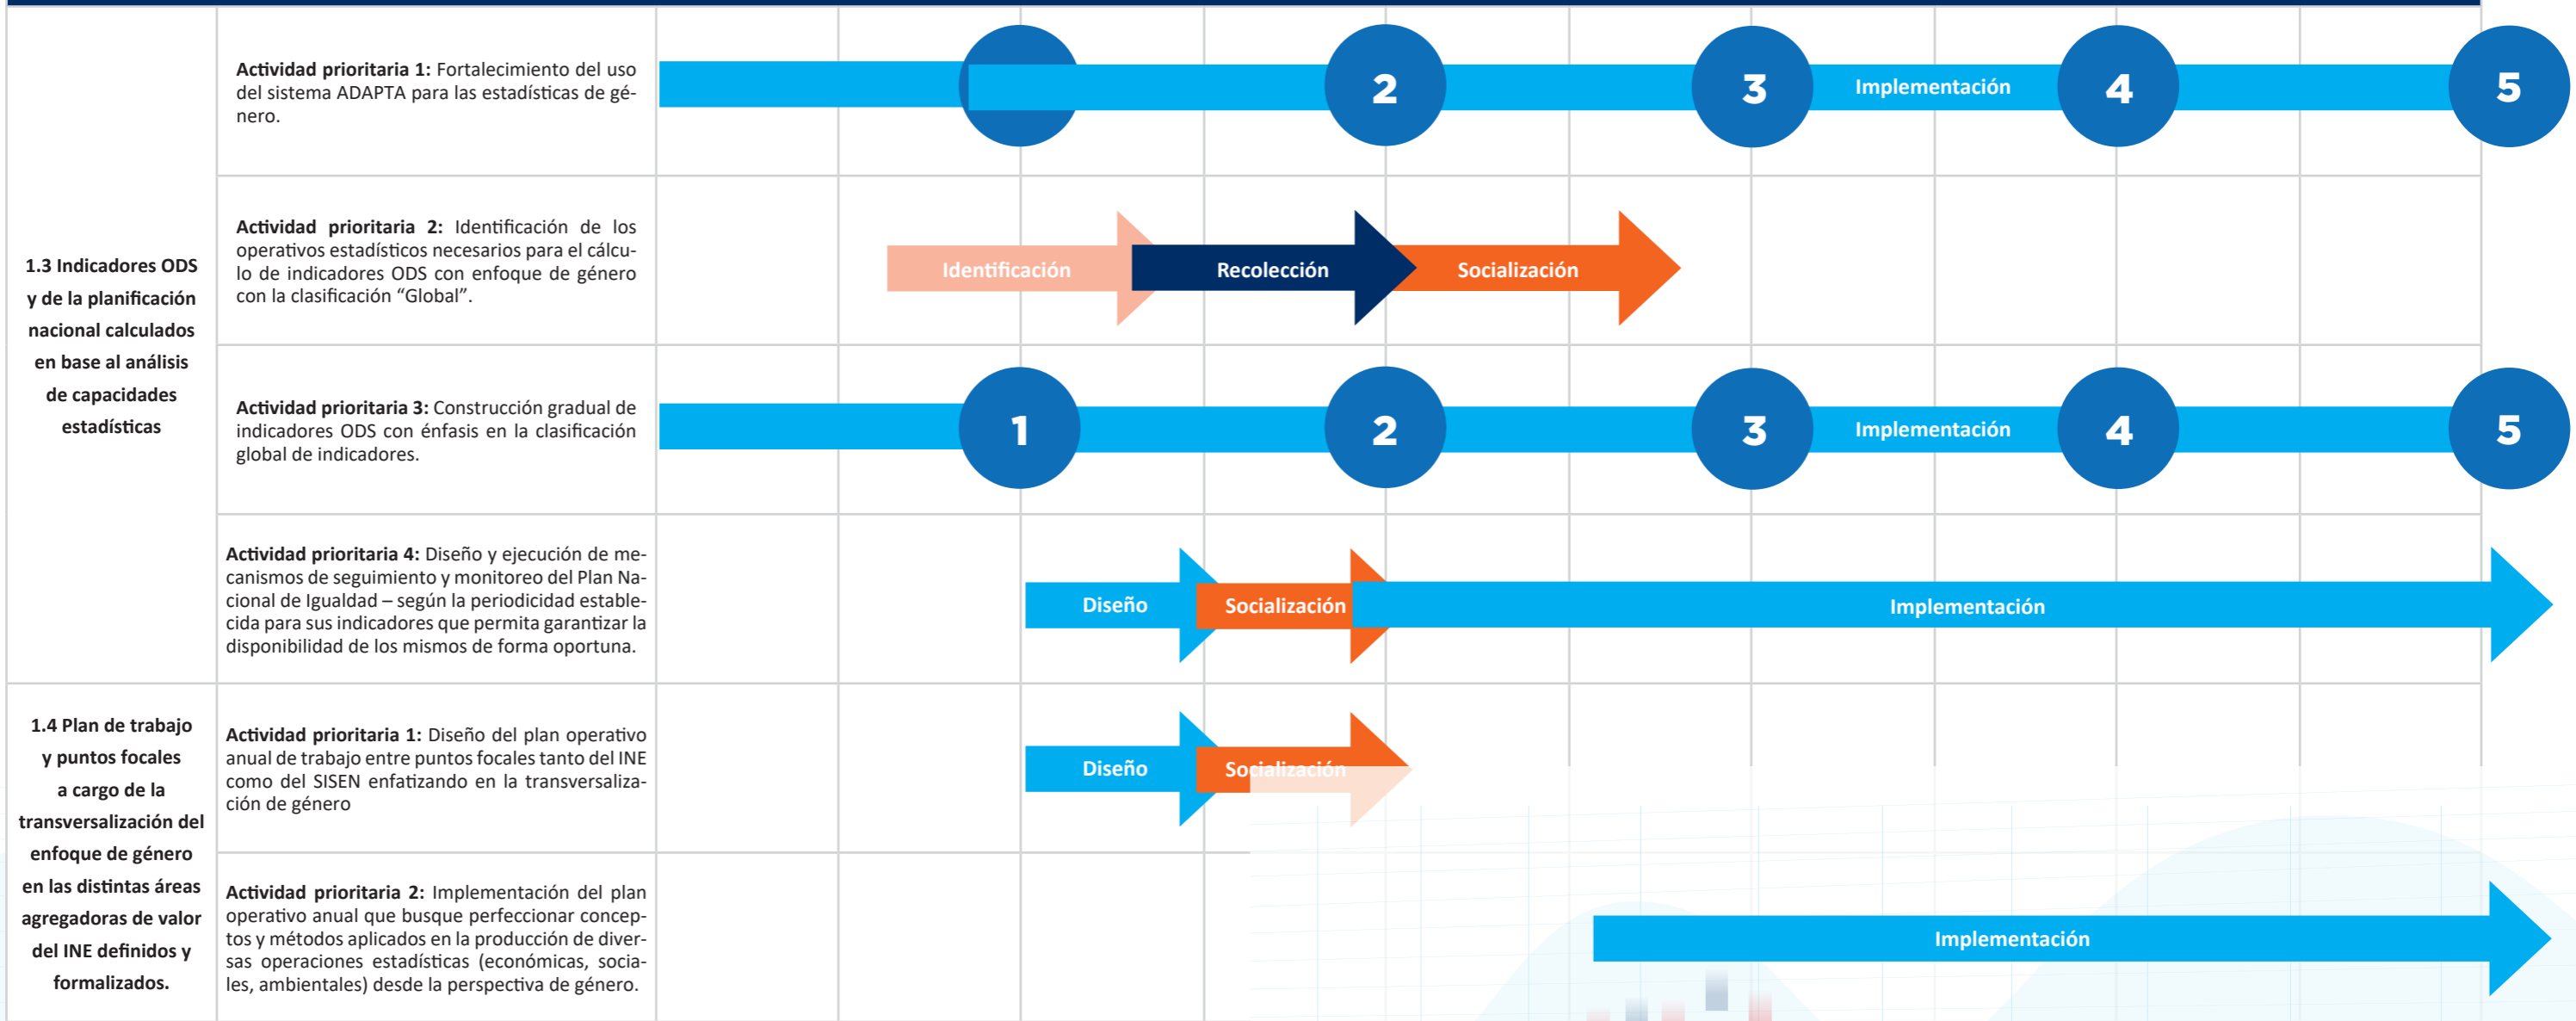 1.3 Indicadores ODS
y de la planificación
nacional calculados
en base al análisis
de capacidades
estadísticas
Actividad prioritaria 1: Fortalecimiento del uso
del sistema ADAPTA para las estadísticas de gé-
nero.
2
3
Implementación
4
5
Actividad prioritaria 2: Identificación de los
operativos estadísticos necesarios para el cálcu-
lo de indicadores ODS con enfoque de género
con la clasificación “Global”.
Identificación
Recolección
Socialización
Actividad prioritaria 3: Construcción gradual de
indicadores ODS con énfasis en la clasificación
global de indicadores.
1
2
3
Implementación
4
5
Actividad prioritaria 4: Diseño y ejecución de me-
canismos de seguimiento y monitoreo del Plan Na-
cional de Igualdad – según la periodicidad estable-
cida para sus indicadores que permita garantizar la
disponibilidad de los mismos de forma oportuna.
Diseño
Socialización
Implementación
1.4 Plan de trabajo
y puntos focales
a cargo de la
transversalización del
enfoque de género
en las distintas áreas
agregadoras de valor
del INE definidos y
formalizados.
Actividad prioritaria 1: Diseño del plan operativo
anual de trabajo entre puntos focales tanto del INE
como del SISEN enfatizando en la transversaliza-
ción de género
Diseño
Socialización
Actividad prioritaria 2: Implementación del plan
operativo anual que busque perfeccionar concep-
tos y métodos aplicados en la producción de diver-
sas operaciones estadísticas (económicas, socia-
les, ambientales) desde la perspectiva de género.
Implementación